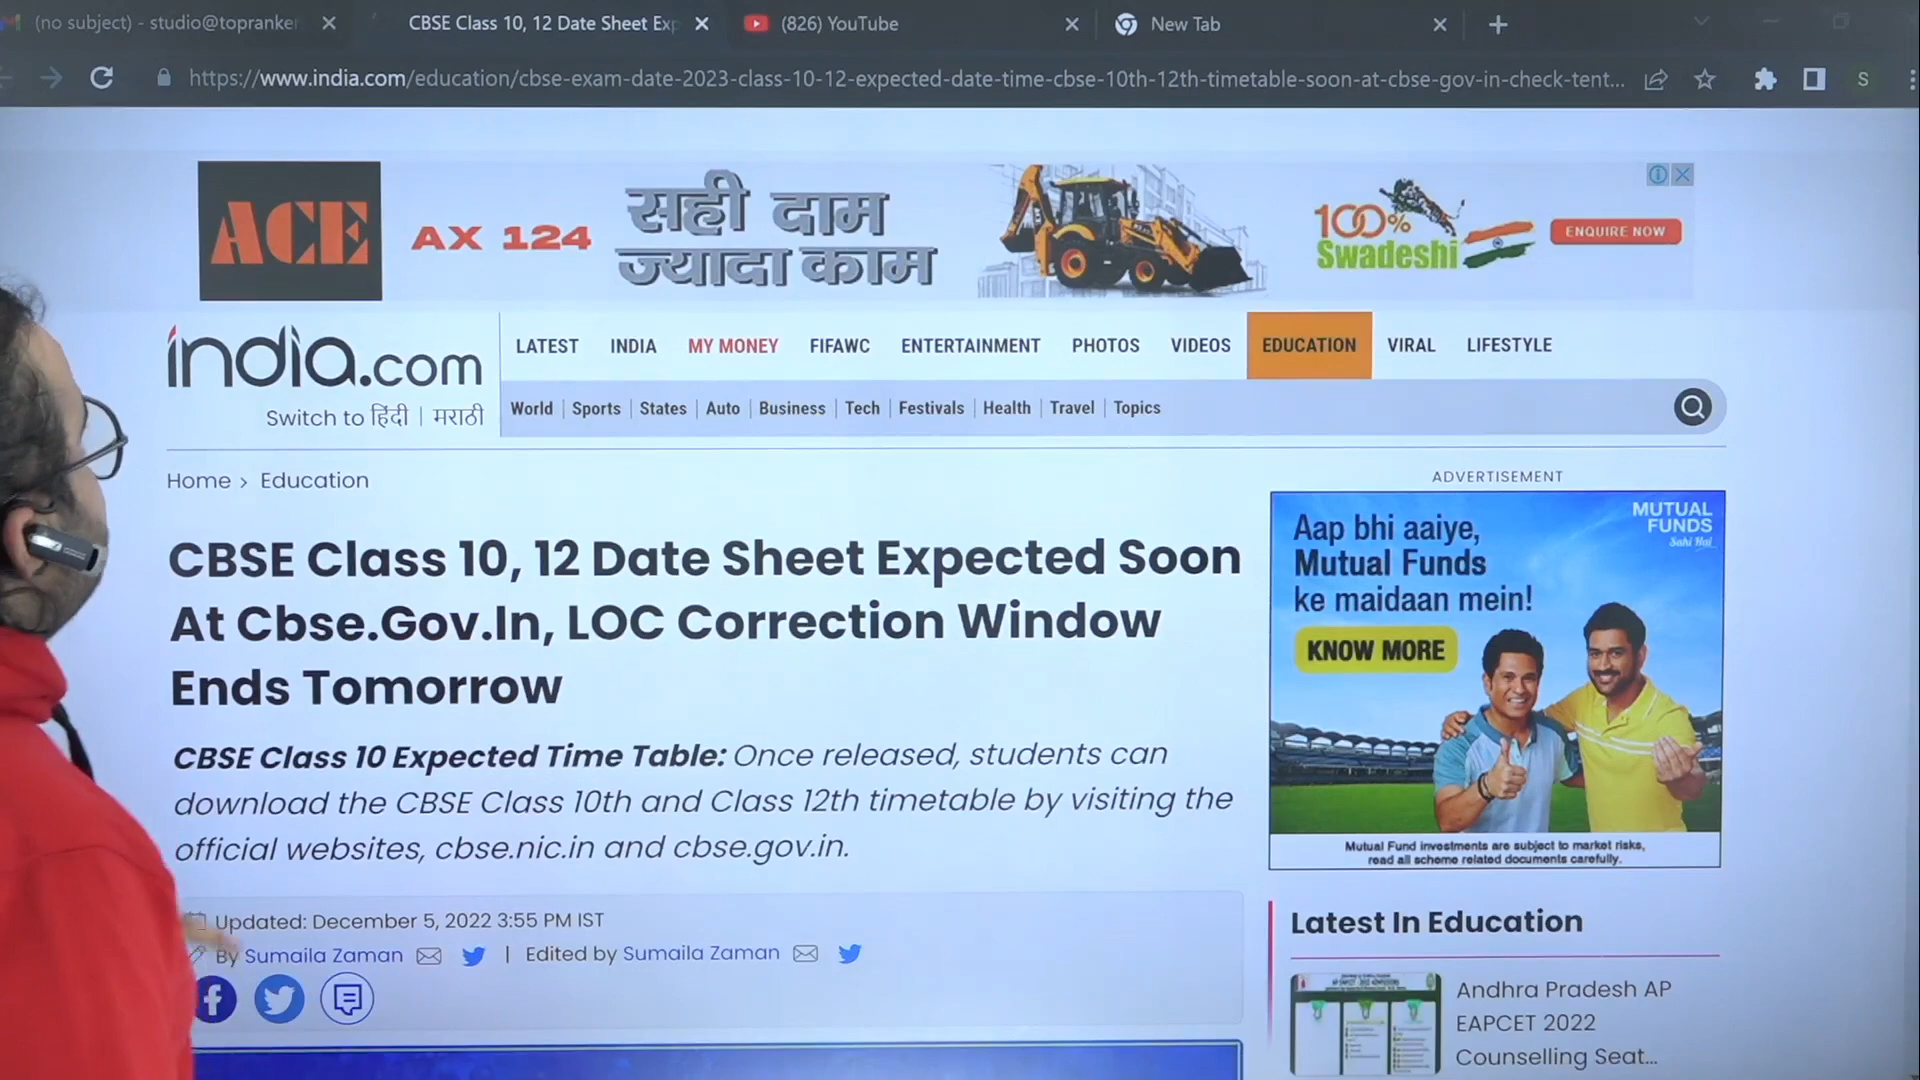 (no subject) - studio@topranker
CBSE Class 10, 12 Date Sheet Exp
(826) YouTube
New Tab
https://www.india.com/education/cbse-exam-date-2023-class-10-12-expected-date-time-cbse-10th-12th-timetable-soon-at-cbse-gov-in-check-tent...
S
ACE
AX 124
सही दाम
ज्यादा काम
100%
Swadeshi
ENQUIRE NOW
india.com
Switch to हिंदी | मराठी
LATEST INDIA MY MONEY FIFAWC ENTERTAINMENT PHOTOS VIDEOS EDUCATION VIRAL LIFESTYLE
World | Sports | States | Auto | Business | Tech | Festivals | Health | Travel | Topics
Home > Education
CBSE Class 10, 12 Date Sheet Expected Soon
At Cbse.Gov.In, LOC Correction Window
Ends Tomorrow
CBSE Class 10 Expected Time Table: Once released, students can
download the CBSE Class 10th and Class 12th timetable by visiting the
official websites, cbse.nic.in and cbse.gov.in.
Updated: December 5, 2022 3:55 PM IST
By Sumaila Zaman | Edited by Sumaila Zaman
ADVERTISEMENT
Aap bhi aaiye,
Mutual Funds
ke maidaan mein!
KNOW MORE
MUTUAL
FUNDS
Sahi Hai
Mutual Fund investments are subject to market risks,
read all scheme related documents carefully.
Latest In Education
Andhra Pradesh AP
EAPCET 2022
Counselling Seat...